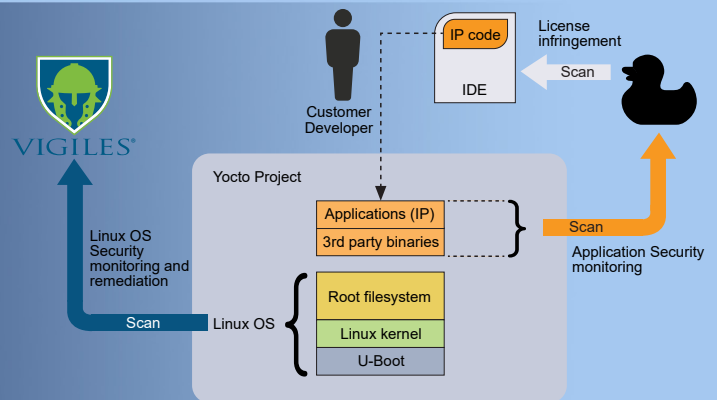 IP code
IDE
License
infringement
Scan
Customer
Developer
VIGILES®
Yocto Project
Applications (IP)
3rd party binaries
Scan
Application Security
monitoring
Linux OS
Security
monitoring and
remediation
Scan
Linux OS
Root filesystem
Linux kernel
U-Boot